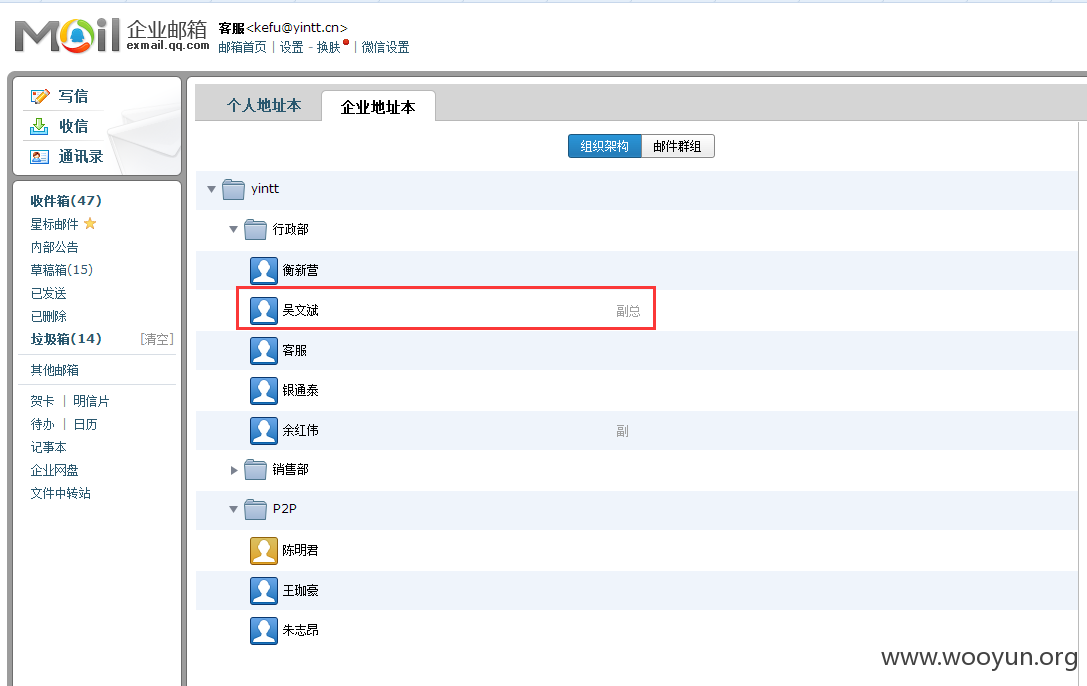 Mail 企业邮箱
exmail.qq.com
客服<kefu@yintt.cn>
邮箱首页 | 设置 - 换肤 | 微信设置
写信
收信
通讯录
收件箱(47)
星标邮件
内部公告
草稿箱(15)
已发送
已删除
垃圾箱(14) [清空]
其他邮箱
贺卡 | 明信片
待办 | 日历
记事本
企业网盘
文件中转站
个人地址本 企业地址本
组织架构 邮件群组
yintt
行政部
衡新营
吴文斌 副总
客服
银通泰
余红伟 副
销售部
P2P
陈明君
王珈豪
朱志昂
www.wooyun.org